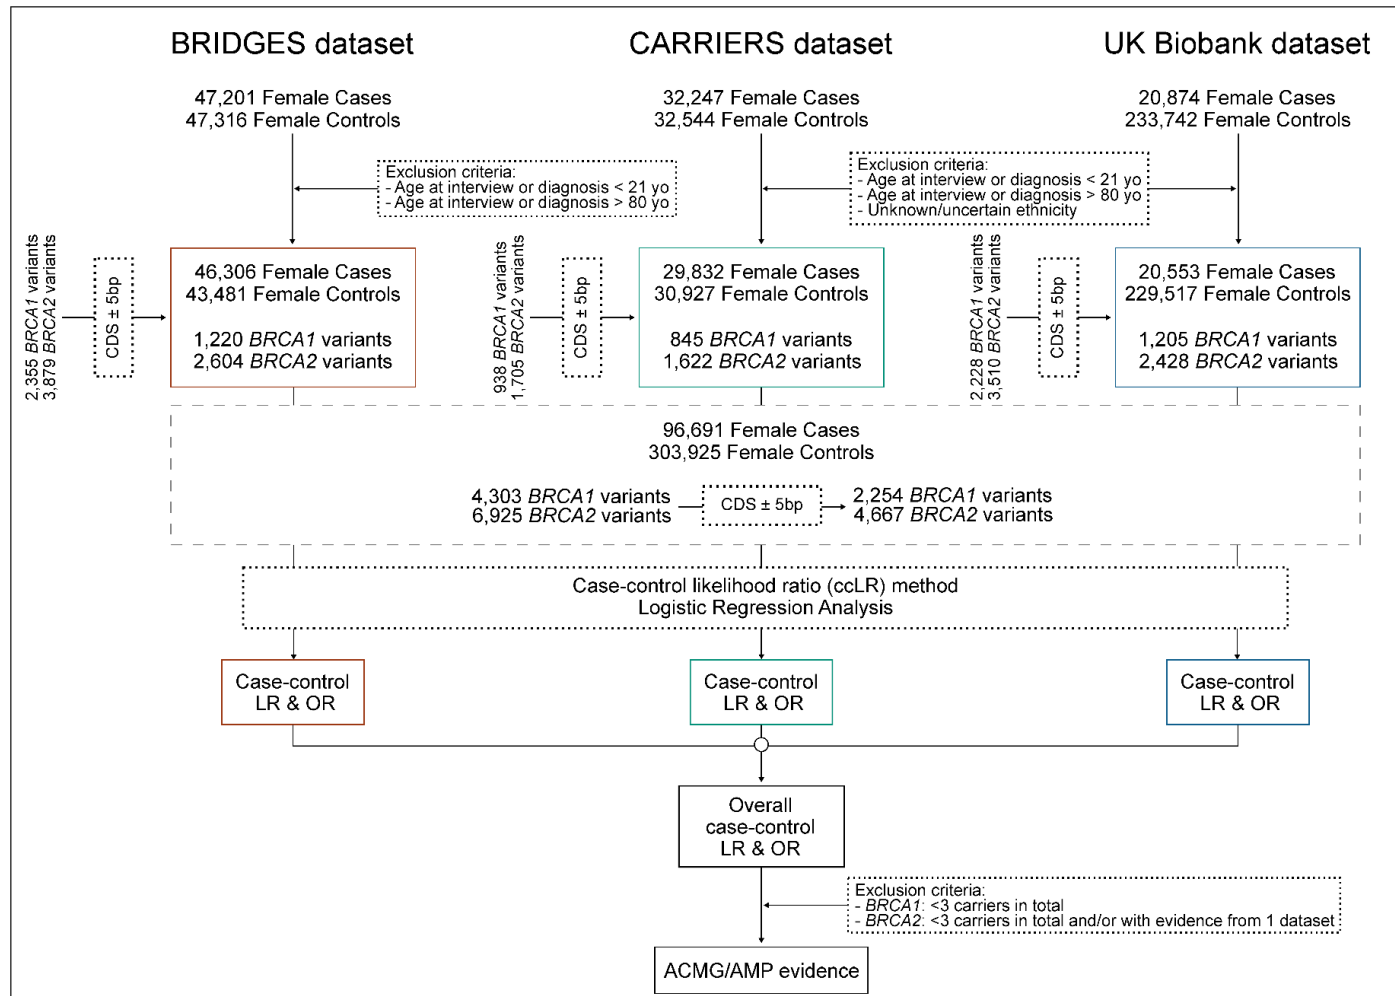 BRIDGES dataset
CARRIERS dataset
UK Biobank dataset
47,201 Female Cases
47,316 Female Controls
32,247 Female Cases
32,544 Female Controls
20,874 Female Cases
233,742 Female Controls
Exclusion criteria:
- Age at interview or diagnosis < 21 yo
- Age at interview or diagnosis > 80 yo
Exclusion criteria:
- Age at interview or diagnosis < 21 yo
- Age at interview or diagnosis > 80 yo
- Unknown/uncertain ethnicity
2,355 BRCA1 variants
3,879 BRCA2 variants
CDS ± 5bp
46,306 Female Cases
43,481 Female Controls
1,220 BRCA1 variants
2,604 BRCA2 variants
938 BRCA1 variants
1,705 BRCA2 variants
CDS ± 5bp
29,832 Female Cases
30,927 Female Controls
845 BRCA1 variants
1,622 BRCA2 variants
2,228 BRCA1 variants
3,510 BRCA2 variants
CDS ± 5bp
20,553 Female Cases
229,517 Female Controls
1,205 BRCA1 variants
2,428 BRCA2 variants
96,691 Female Cases
303,925 Female Controls
4,303 BRCA1 variants
6,925 BRCA2 variants
CDS ± 5bp
2,254 BRCA1 variants
4,667 BRCA2 variants
Case-control likelihood ratio (ccLR) method
Logistic Regression Analysis
Case-control
LR & OR
Case-control
LR & OR
Case-control
LR & OR
Overall
case-control
LR & OR
Exclusion criteria:
- BRCA1: <3 carriers in total
- BRCA2: <3 carriers in total and/or with evidence from 1 dataset
ACMG/AMP evidence